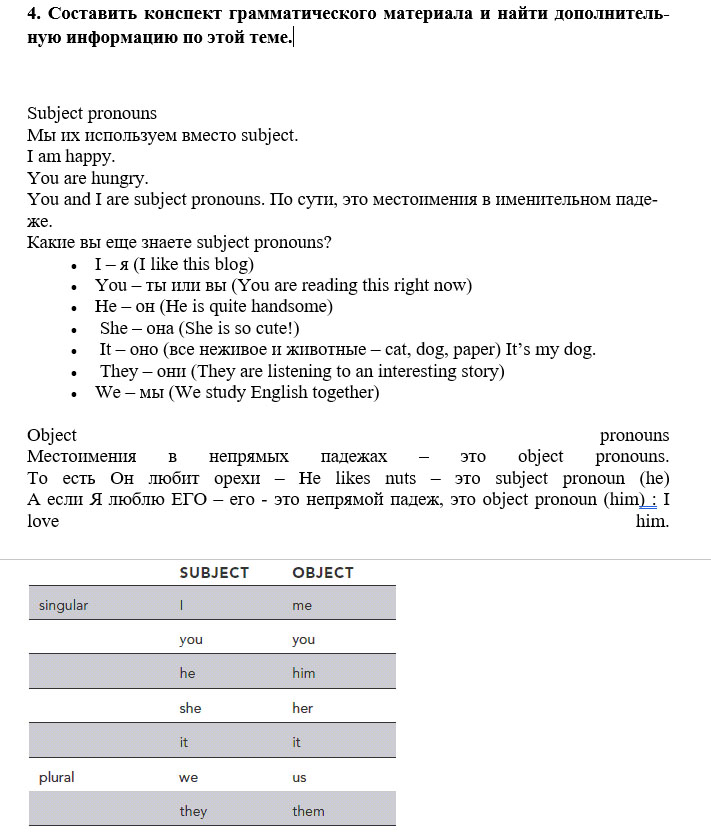 4. Составить конспект грамматического материала и найти дополнитель-
ную информацию по этой теме.
Subject pronouns
Мы их используем вместо subject.
I am happy.
You are hungry.
You and I are subject pronouns. По сути, это местоимения в именительном паде-
же.
Какие вы еще знаете subject pronouns?
• I – я (I like this blog)
• You – ты или вы (You are reading this right now)
• He – он (He is quite handsome)
• She – она (She is so cute!)
• It – оно (все неживое и животные – cat, dog, paper) It’s my dog.
• They – они (They are listening to an interesting story)
• We – мы (We study English together)
Object pronouns
Местоимения в непрямых падежах – это object pronouns.
То есть Он любит орехи – He likes nuts – это subject pronoun (he)
А если Я люблю ЕГО – его - это непрямой падеж, это object pronoun (him) : I
love him.
SUBJECT OBJECT
singular I me
you you
he him
she her
it it
plural we us
they them